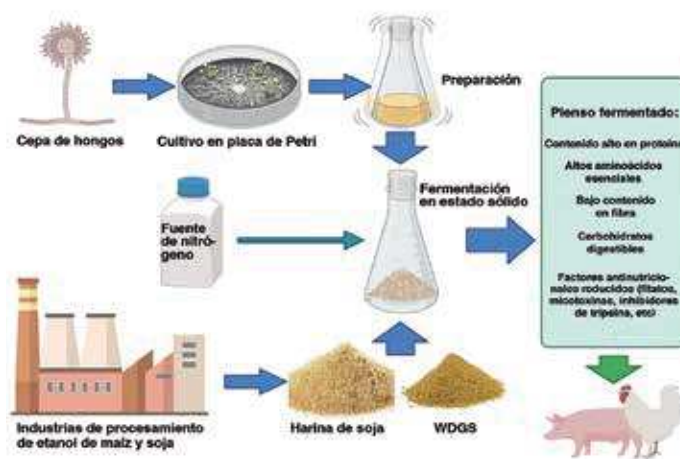 Cepa de hongos
Cultivo en placa de Petri
Preparación
Fuente
de nitró-
geno
Fermentación
en estado sólido
Industrias de procesamiento
de etanol de maíz y soja
Harina de soja
WDGS
Pienso fermentado:
Contenido alto en proteína
Altos aminoácidos
esenciales
Bajo contenido
en fibra
Carbohidratos
digestibles
Factores antinutricio-
nales roducidos (fitatos,
micotoxinas, inhibidores
de tripsina, etc)